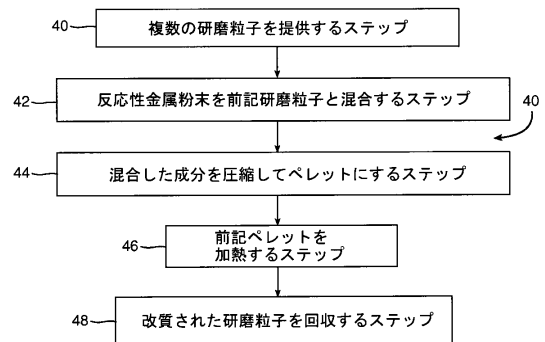 40
複数の研磨粒子を提供するステップ
42
反応性金属粉末を前記研磨粒子と混合するステップ
40
44
混合した成分を圧縮してペレットにするステップ
46
前記ペレットを
加熱するステップ
48
改質された研磨粒子を回収するステップ